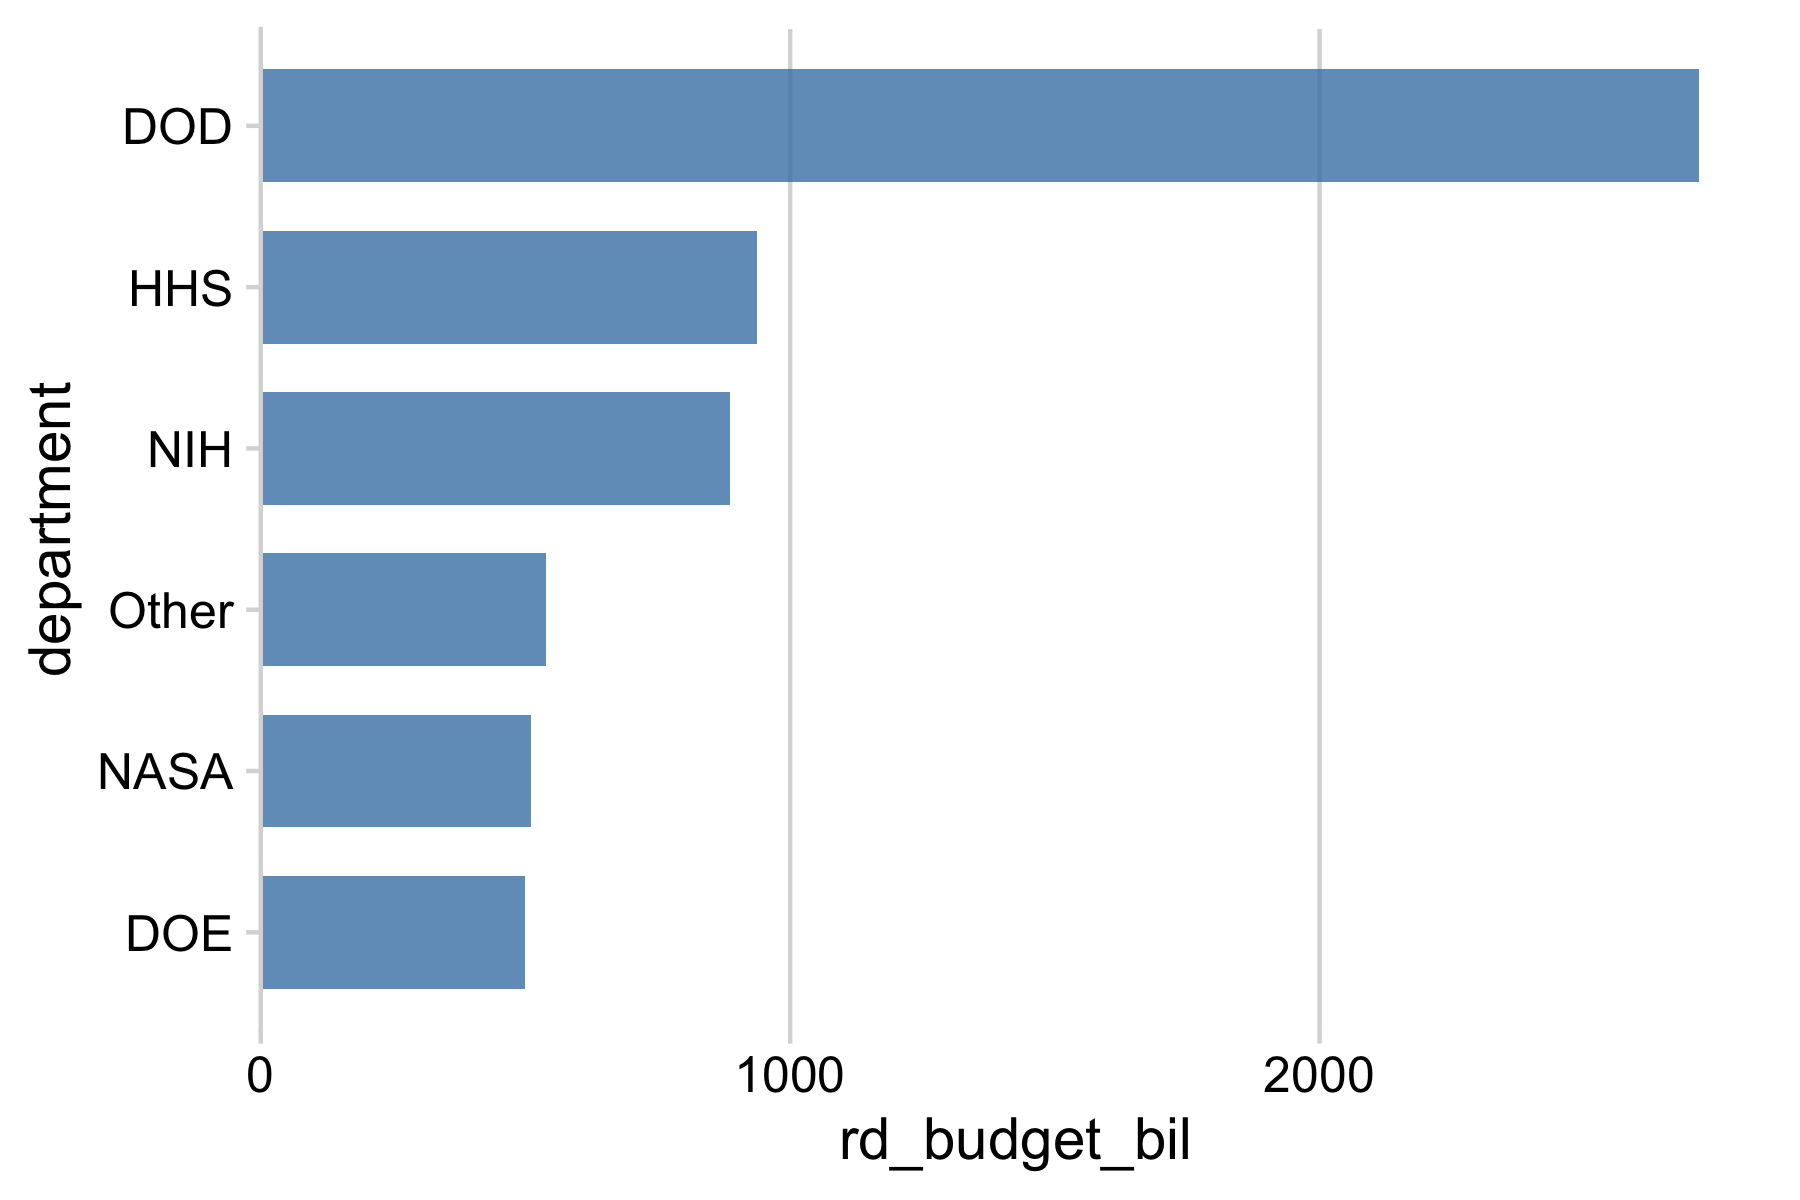 DOD
HHS
NIH
Other
NASA
DOE
department
0 1000 2000
rd_budget_bil